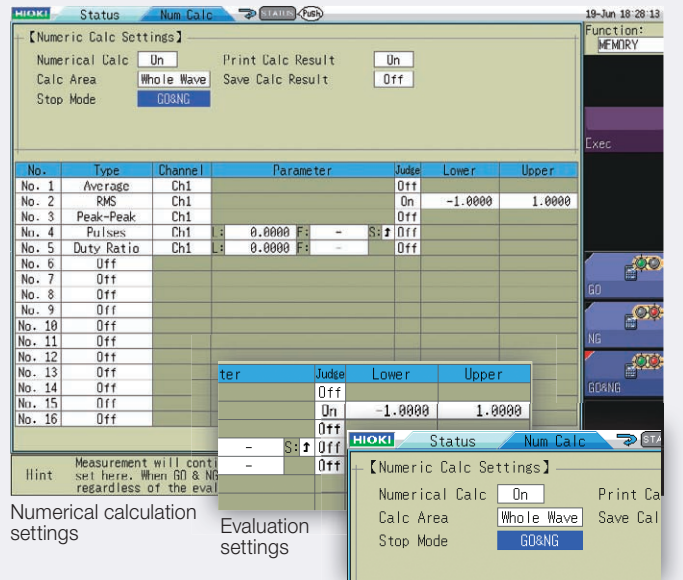 HIOKI Status Num Calc STATUS Push 19-Jun 18:28:13
Function:
MEMORY
【Numeric Calc Settings】
Numerical Calc On Print Calc Result On
Calc Area Whole Wave Save Calc Result Off
Stop Mode GO&NG
Exec
No. Type Channel Parameter Judge Lower Upper
No. 1 Average Ch1 Off
No. 2 RMS Ch1 On -1.0000 1.0000
No. 3 Peak-Peak Ch1 Off
No. 4 Pulses Ch1 L: 0.0000 F: - S:↥ Off
No. 5 Duty Ratio Ch1 L: 0.0000 F: - Off
No. 6 Off
No. 7 Off
No. 8 Off
No. 9 Off
No. 10 Off
No. 11 Off
No. 12 Off
No. 13 Off
No. 14 Off
No. 15 Off
No. 16 Off
GO
NG
GO&NG
Hint
Measurement will conti
set here. When GO & NG
regardless of the eval
ter Judge Lower Upper
Off
On -1.0000 1.0000
Off
- S:↥ Off
- Off
HIOKI Status Num Calc STA
【Numeric Calc Settings】
Numerical Calc On Print Ca
Calc Area Whole Wave Save Cal
Stop Mode GO&NG
Numerical calculation
settings
Evaluation
settings